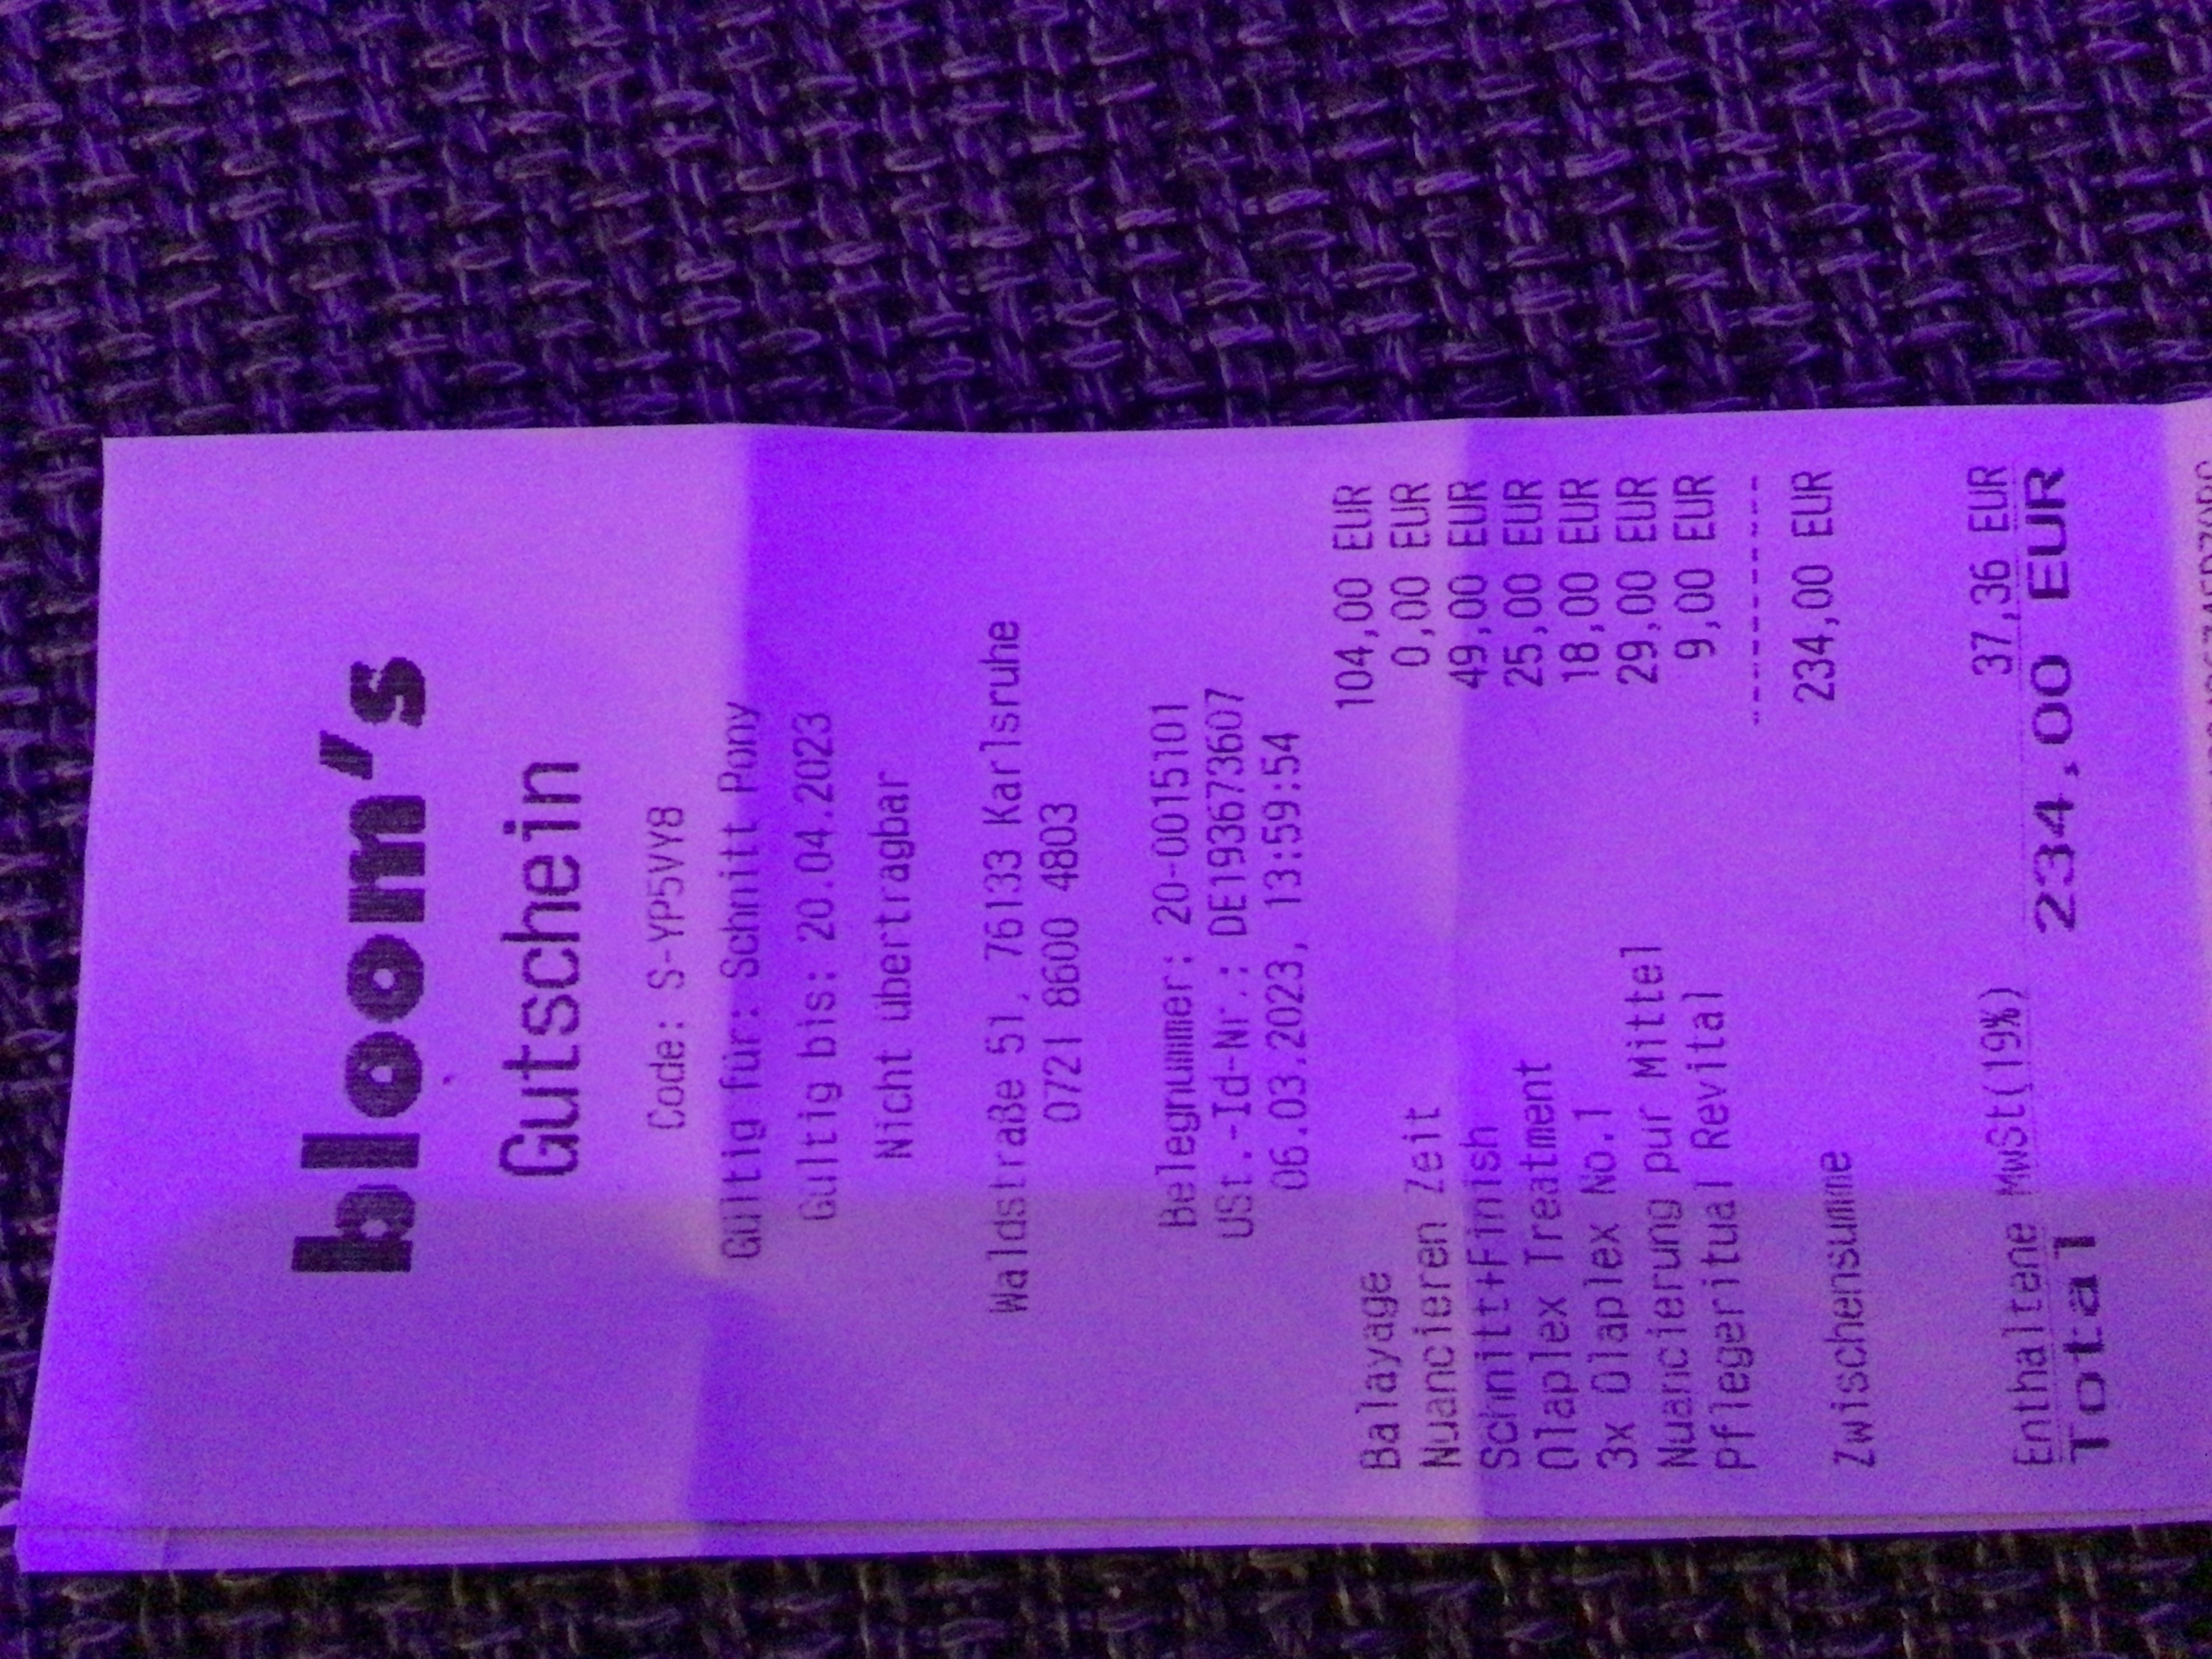 bloom's
Gutschein
Code: S-YP5VY8
Gültig für: Schnitt Pony
Gültig bis: 20.04.2023
Nicht übertragbar
Waldstraße 51, 76133 Karlsruhe
0721 8600 4803
Belegnummer: 20-0015101
USt.-Id-Nr.: DE193673607
06.03.2023, 13:59:54
Balayage 104,00 EUR
Nuancieren Zeit 0,00 EUR
Schnitt+Finish 49,00 EUR
Olaplex Treatment 25,00 EUR
3x Olaplex No.1 18,00 EUR
Nuancierung pur Mittel 29,00 EUR
Pflegeritual Revital 9,00 EUR
-----------
Zwischensumme 234,00 EUR
Enthaltene MwSt(19%) 37,36 EUR
Total 234,00 EUR